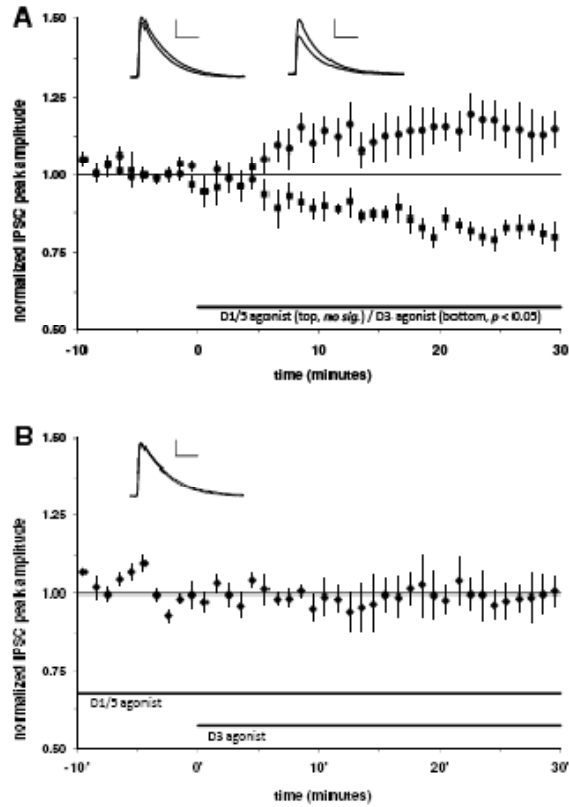 A
normalized IPSC peak amplitude
1.50
1.25
1.00
0.75
0.50
D1/5 agonist (top, no sig.) / D3 agonist (bottom, p < 0.05)
-10
0
10
20
30
time (minutes)
B
normalized IPSC peak amplitude
1.50
1.25
1.00
0.75
0.50
D1/5 agonist
D3 agonist
-10'
0'
10'
20'
30'
time (minutes)